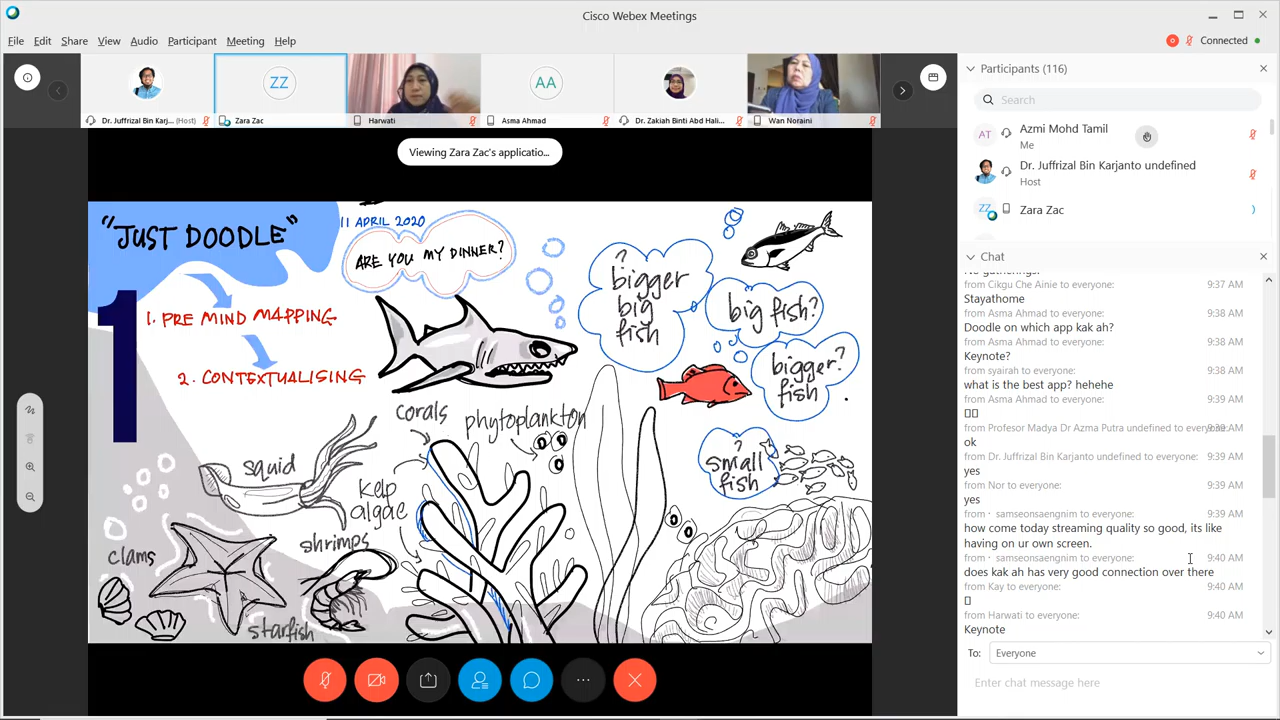 Cisco Webex Meetings
File Edit Share View Audio Participant Meeting Help
Connected
Dr. Juffrizal Bin Karj... (Host)
ZZ
Zara Zac
Harwati
AA
Asma Ahmad
Dr. Zakiah Binti Abd Hali...
Wan Noraini
Viewing Zara Zac's applicatio...
"JUST DOODLE"
11 APRIL 2020
ARE YOU MY DINNER?
1
1. PRE MIND MAPPING
2. CONTEXTUALISING
?
bigger
big
fish
big fish?
bigger?
fish
?
small
fish
corals
phytoplankton
squid
kelp
algae
shrimps
clams
starfish
Participants (116)
Search
AT
Azmi Mohd Tamil
Me
Dr. Juffrizal Bin Karjanto undefined
Host
ZZ
Zara Zac
Chat
No gatherings.
from Cikgu Che Ainie to everyone: 9:37 AM
Stayathome
from Asma Ahmad to everyone: 9:38 AM
Doodle on which app kak ah?
from Asma Ahmad to everyone: 9:38 AM
Keynote?
from syairah to everyone: 9:38 AM
what is the best app? hehehe
from Asma Ahmad to everyone: 9:39 AM
from Profesor Madya Dr Azma Putra undefined to everyone: 9:39 AM
ok
from Dr. Juffrizal Bin Karjanto undefined to everyone: 9:39 AM
yes
from Nor to everyone: 9:39 AM
yes
from · samseonsaengnim to everyone: 9:39 AM
how come today streaming quality so good, its like
having on ur own screen.
from · samseonsaengnim to everyone: 9:40 AM
does kak ah has very good connection over there
from Kay to everyone: 9:40 AM
from Harwati to everyone: 9:40 AM
Keynote
To: Everyone
Enter chat message here